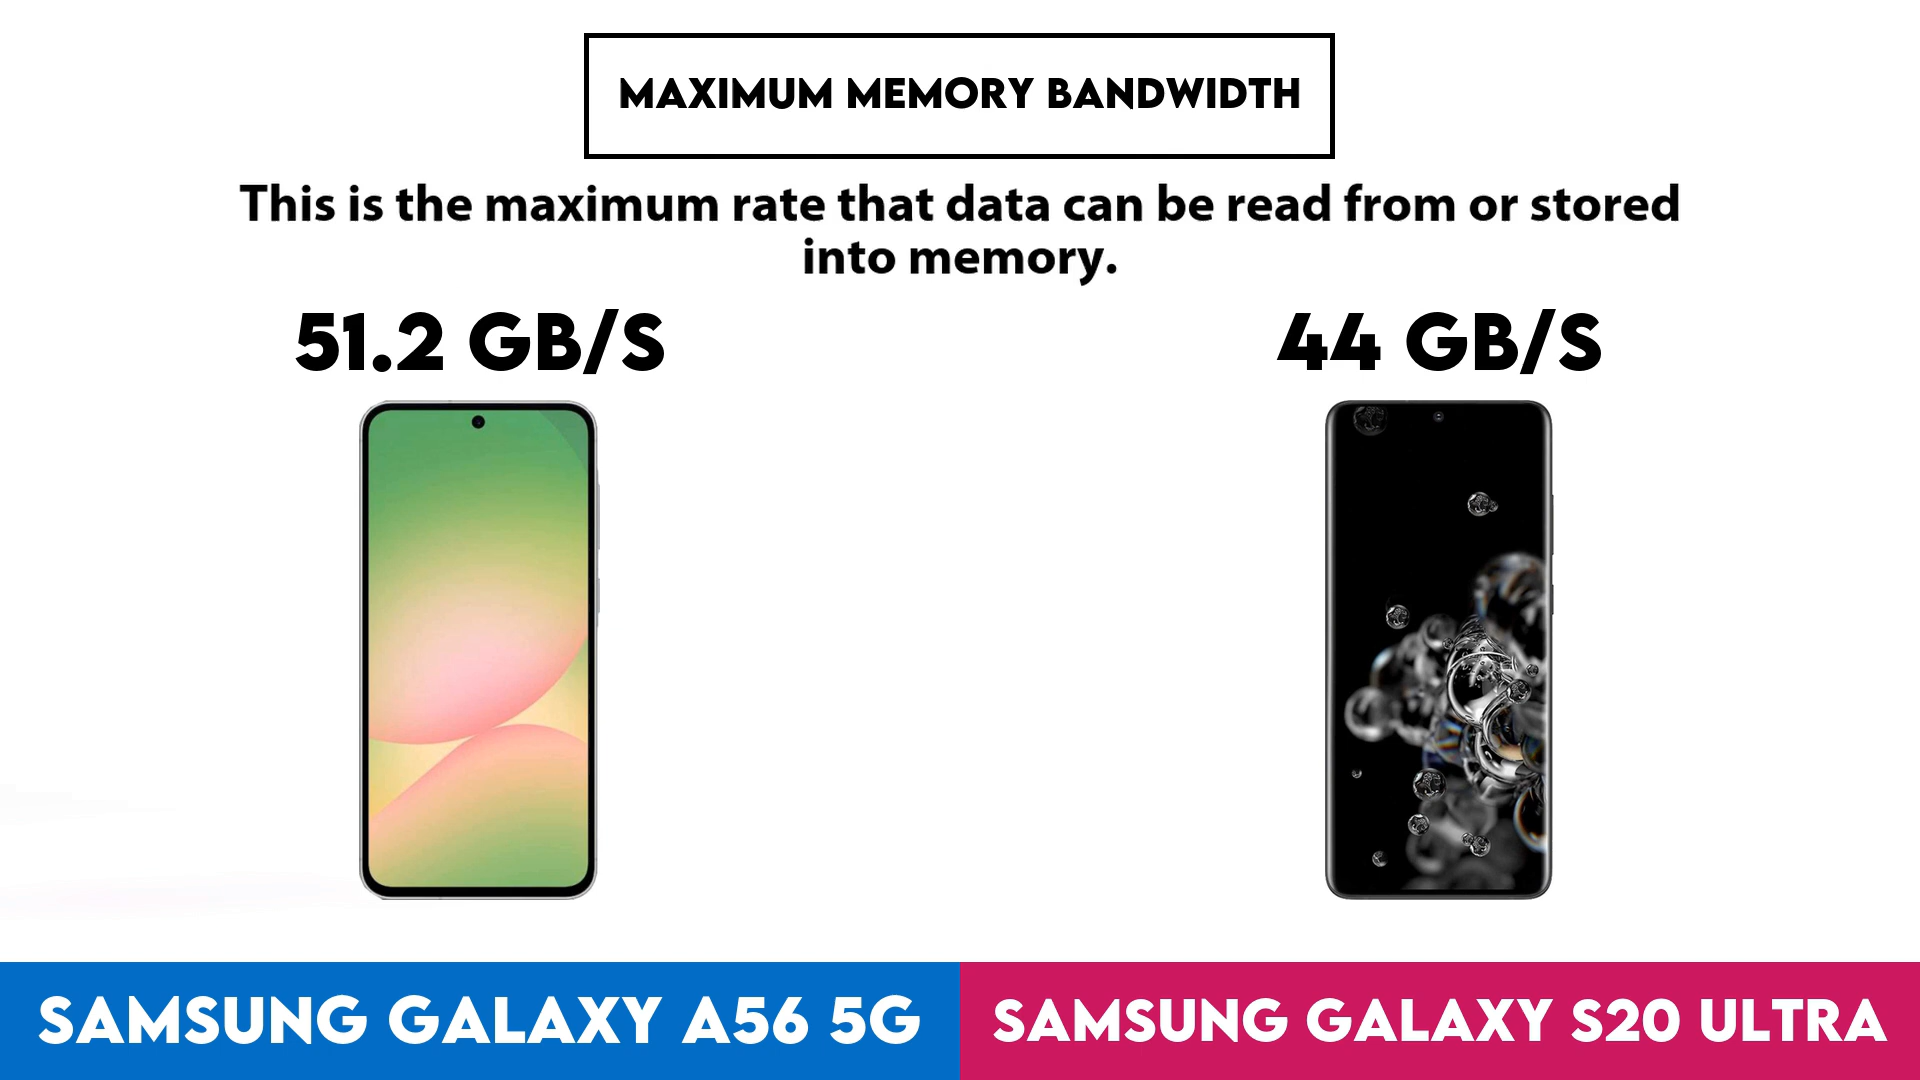 MAXIMUM MEMORY BANDWIDTH
This is the maximum rate that data can be read from or stored
into memory.
51.2 GB/S
44 GB/S
SAMSUNG GALAXY A56 5G
SAMSUNG GALAXY S20 ULTRA